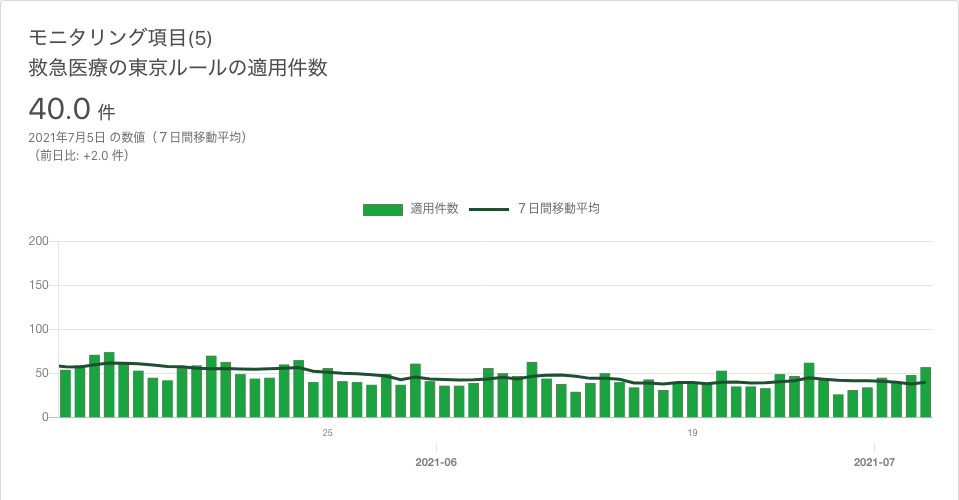 モニタリング項目(5)
救急医療の東京ルールの適用件数
40.0 件
2021年7月5日 の数値（７日間移動平均）
（前日比: +2.0 件）
適用件数 ７日間移動平均
200
150
100
50
0
25 19
2021-06 2021-07